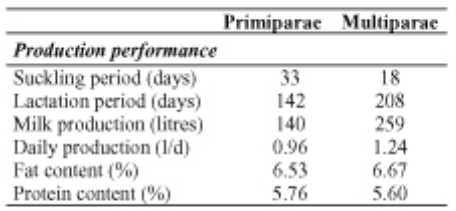 Primiparae Multiparae
Production performance
Suckling period (days) 33 18
Lactation period (days) 142 208
Milk production (litres) 140 259
Daily production (l/d) 0.96 1.24
Fat content (%) 6.53 6.67
Protein content (%) 5.76 5.60